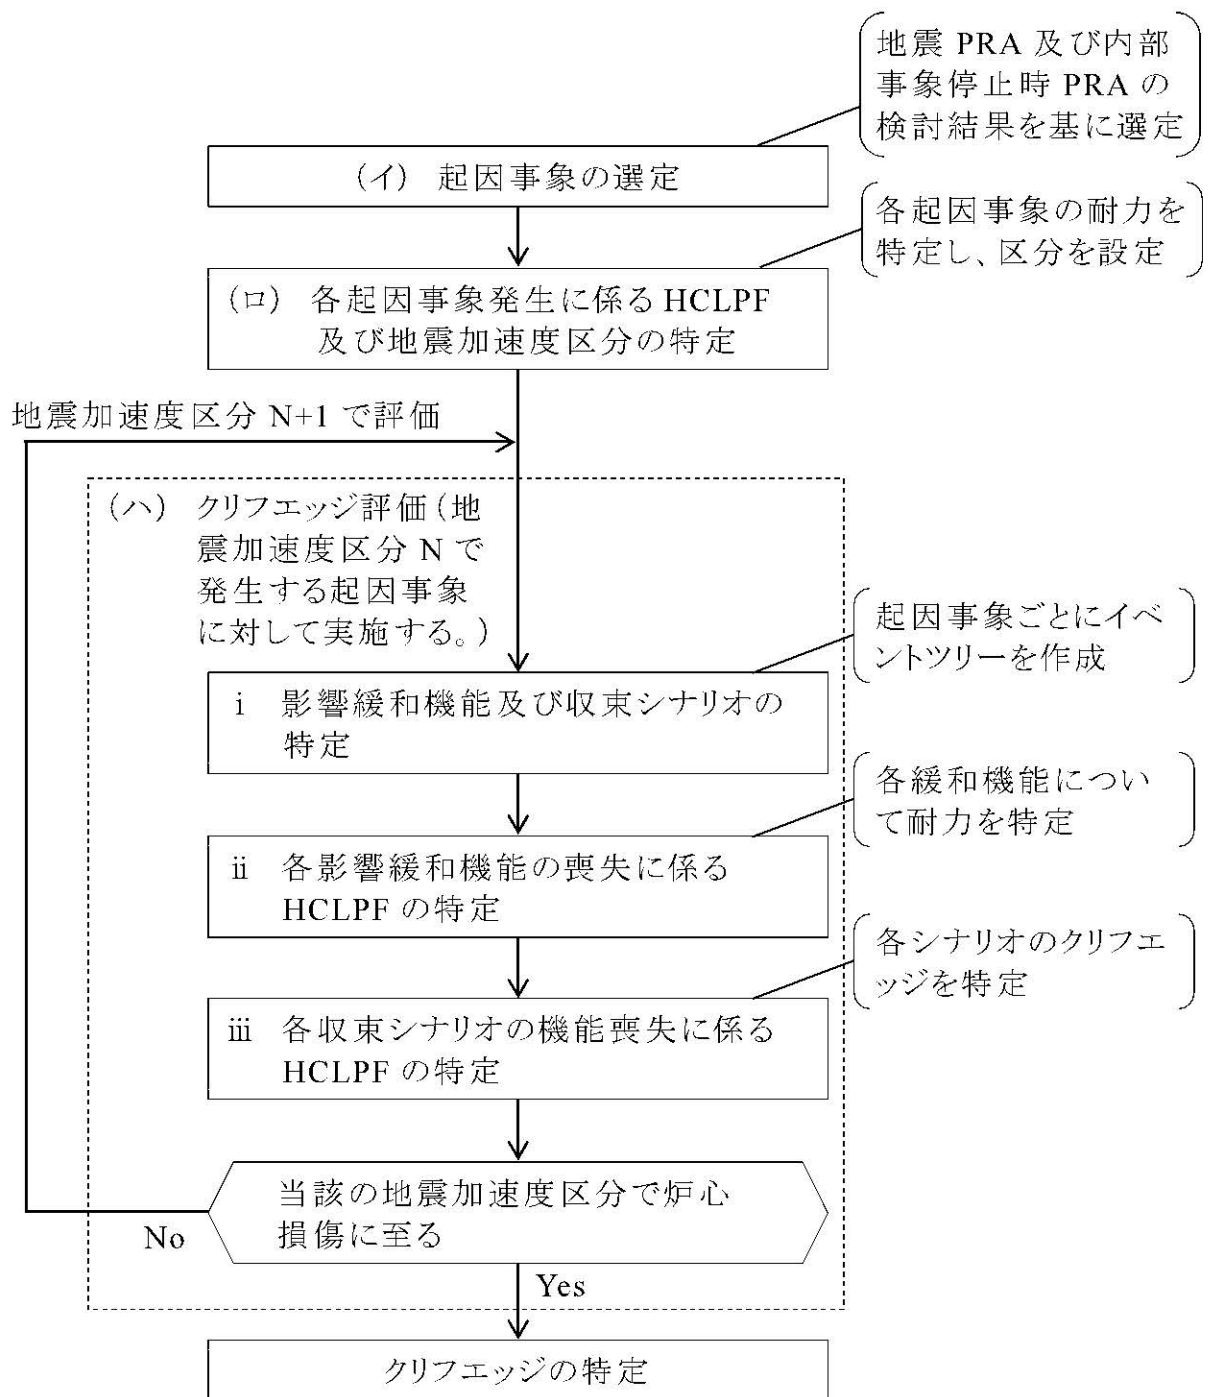 地震 PRA 及び内部
事象停止時 PRA の
検討結果を基に選定
(イ) 起因事象の選定
各起因事象の耐力を
特定し、区分を設定
(ロ) 各起因事象発生に係る HCLPF
及び地震加速度区分の特定
地震加速度区分 N+1 で評価
(ハ) クリフエッジ評価(地
震加速度区分 N で
発生する起因事象
に対して実施する。)
起因事象ごとにイベ
ントツリーを作成
ⅰ 影響緩和機能及び収束シナリオの
特定
各緩和機能につい
て耐力を特定
ⅱ 各影響緩和機能の喪失に係る
HCLPF の特定
各シナリオのクリフエ
ッジを特定
ⅲ 各収束シナリオの機能喪失に係る
HCLPF の特定
当該の地震加速度区分で炉心
損傷に至る
No
Yes
クリフエッジの特定